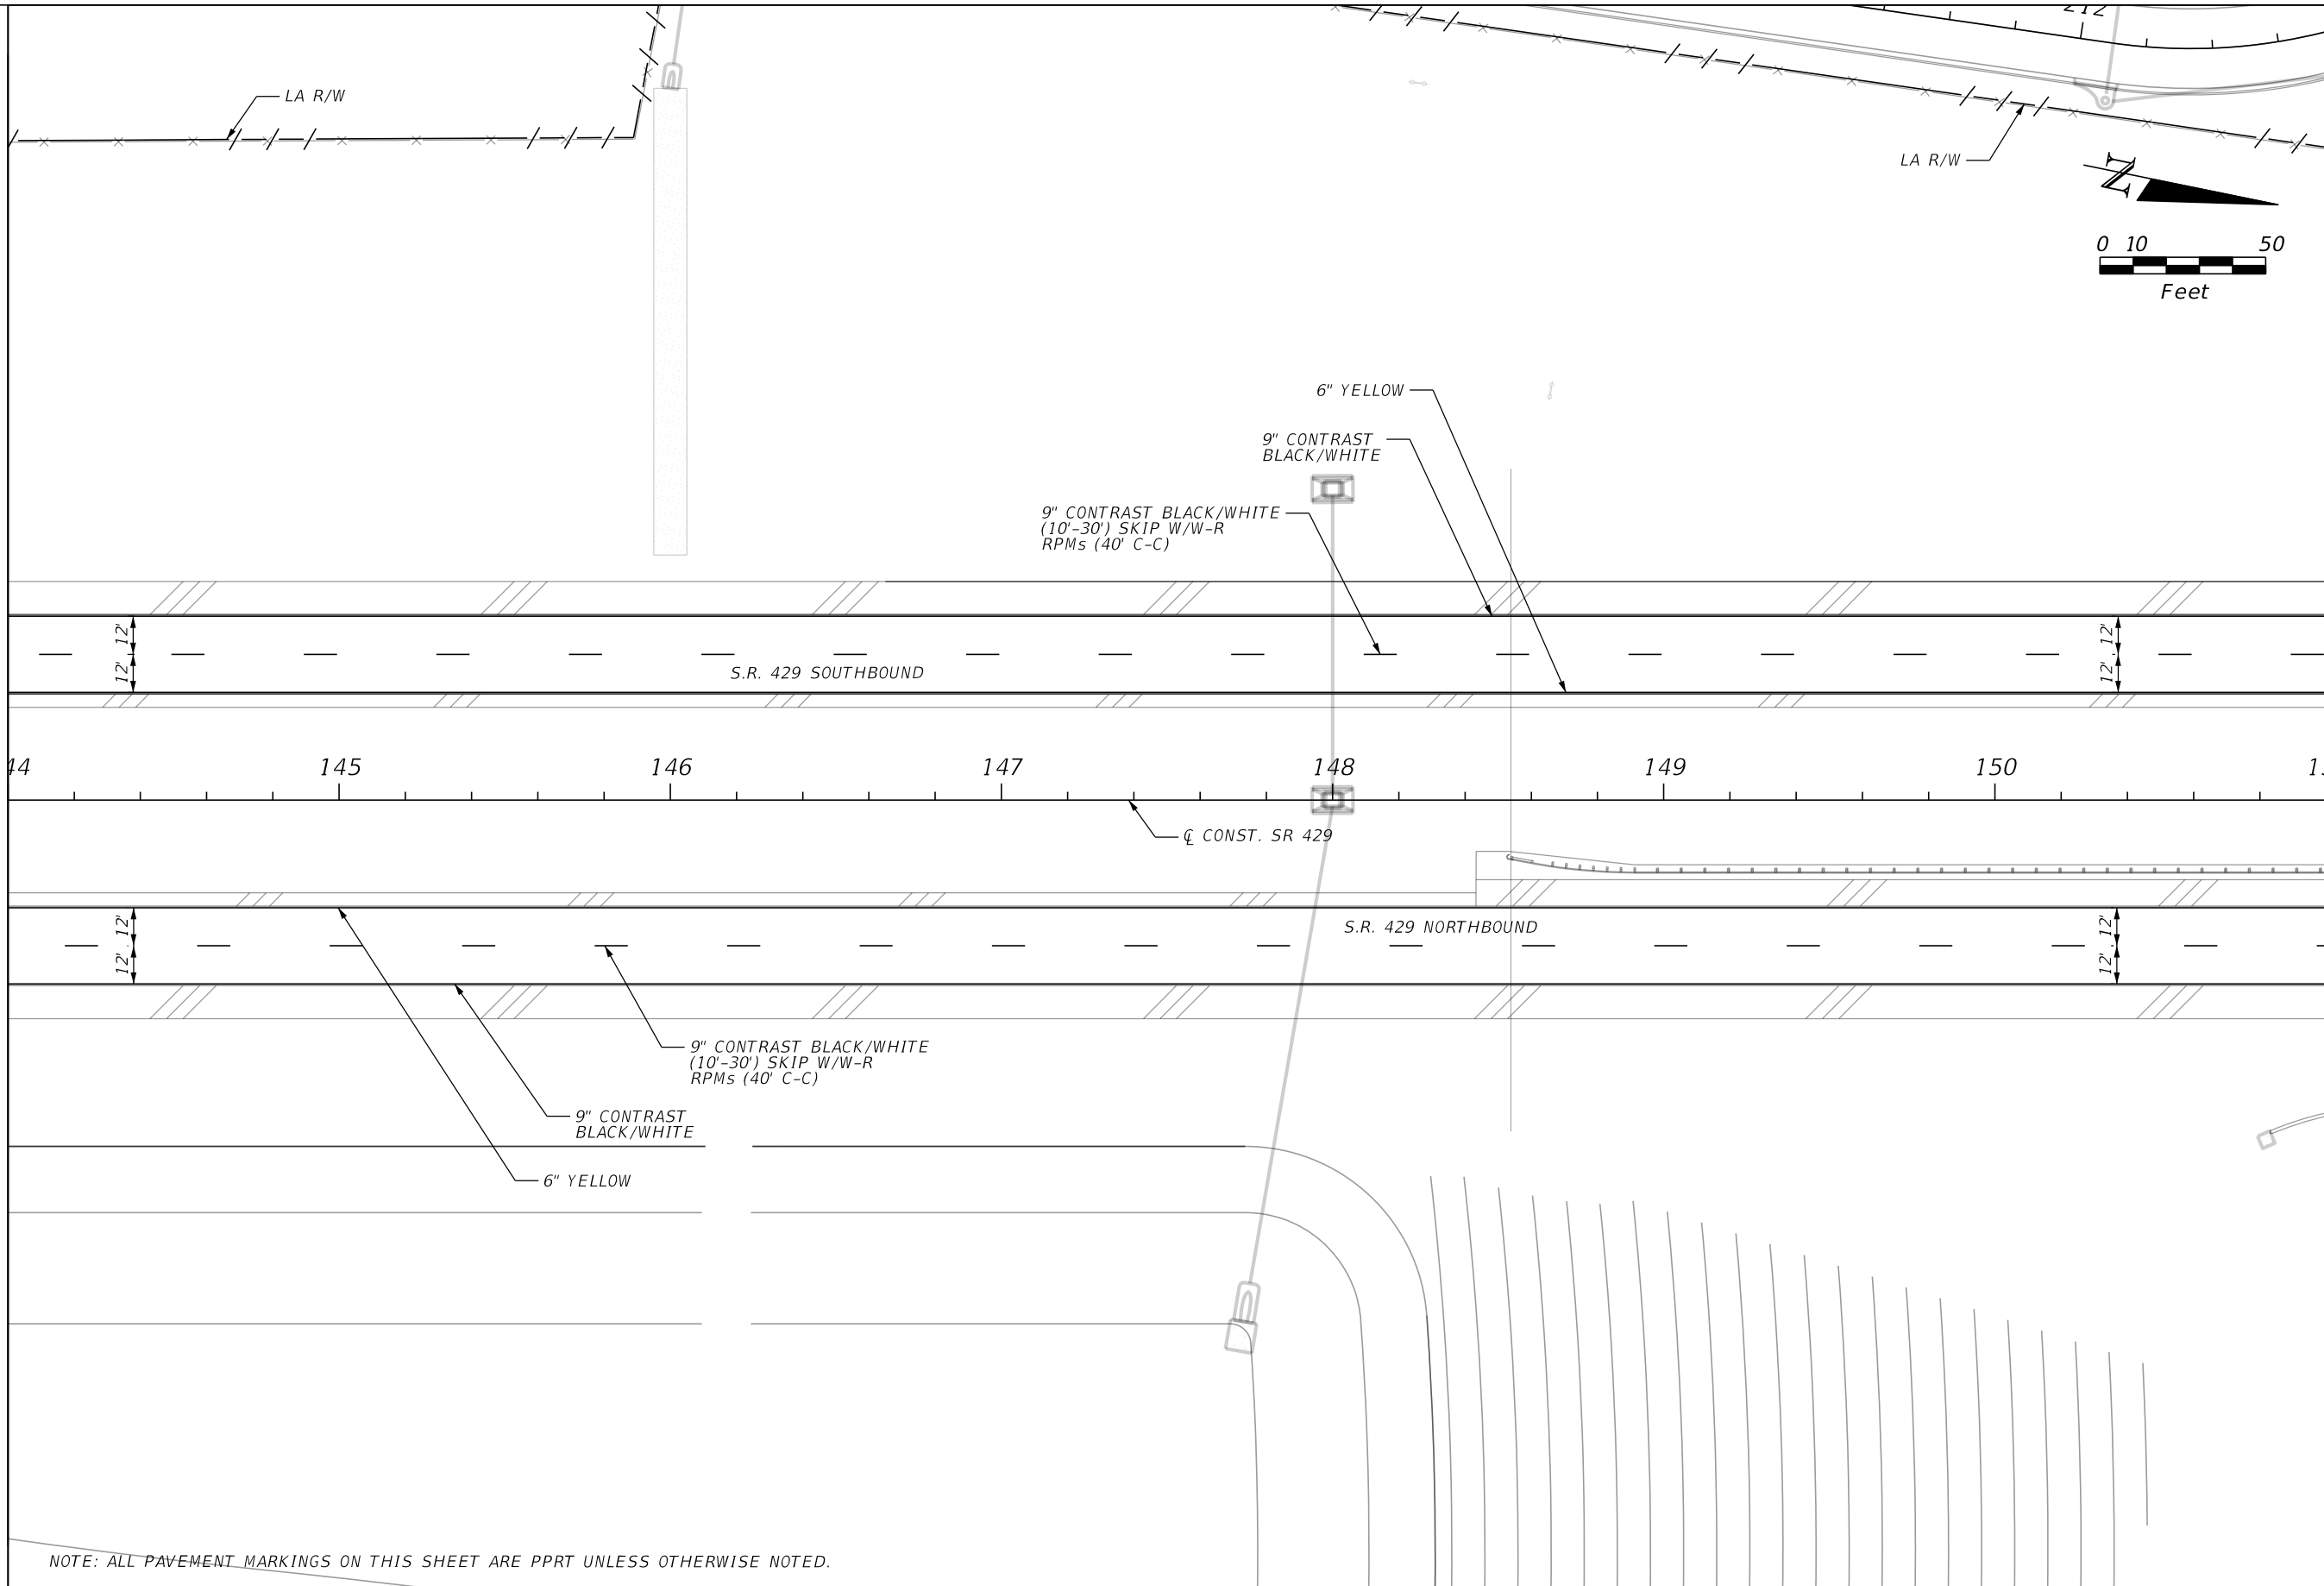 212
LA R/W
LA R/W
N
0 10 50
Feet
6" YELLOW
9" CONTRAST
BLACK/WHITE
9" CONTRAST BLACK/WHITE
(10'-30') SKIP W/W-R
RPMs (40' C-C)
12'
12'
12'
12'
S.R. 429 SOUTHBOUND
44 145 146 147 148 149 150
℄ CONST. SR 429
S.R. 429 NORTHBOUND
12'
12'
12'
12'
9" CONTRAST BLACK/WHITE
(10'-30') SKIP W/W-R
RPMs (40' C-C)
9" CONTRAST
BLACK/WHITE
6" YELLOW
NOTE: ALL PAVEMENT MARKINGS ON THIS SHEET ARE PPRT UNLESS OTHERWISE NOTED.